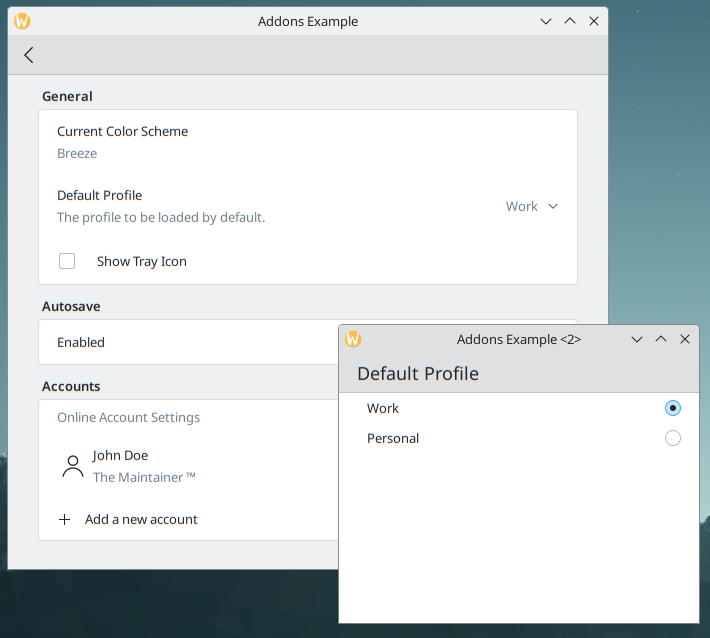 Addons Example
General
Current Color Scheme
Breeze
Default Profile
The profile to be loaded by default.
Work
Show Tray Icon
Autosave
Enabled
Accounts
Online Account Settings
John Doe
The Maintainer ™
Add a new account
Addons Example <2>
Default Profile
Work
Personal